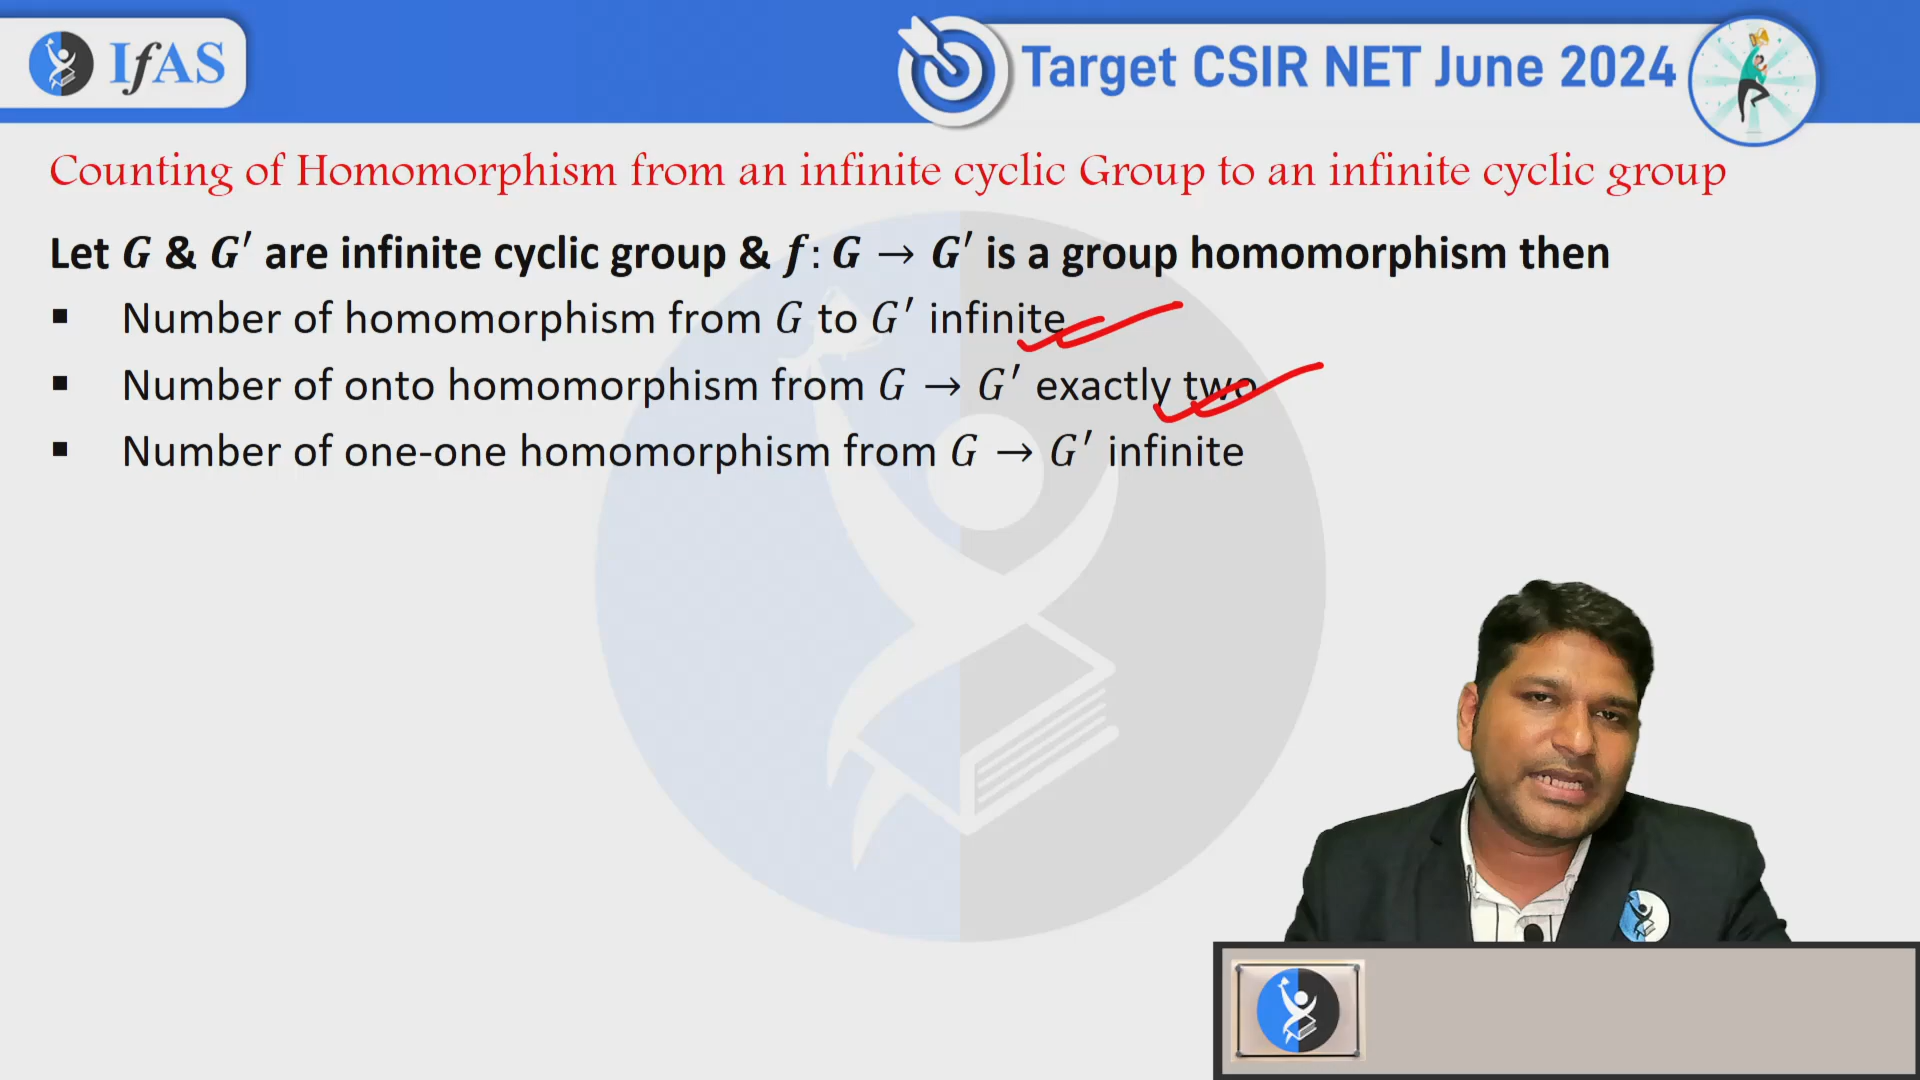 IfAS
Target CSIR NET June 2024
Counting of Homomorphism from an infinite cyclic Group to an infinite cyclic group
Let G & G′ are infinite cyclic group & f: G → G′ is a group homomorphism then
▪ Number of homomorphism from G to G′ infinite
▪ Number of onto homomorphism from G → G′ exactly two
▪ Number of one-one homomorphism from G → G′ infinite